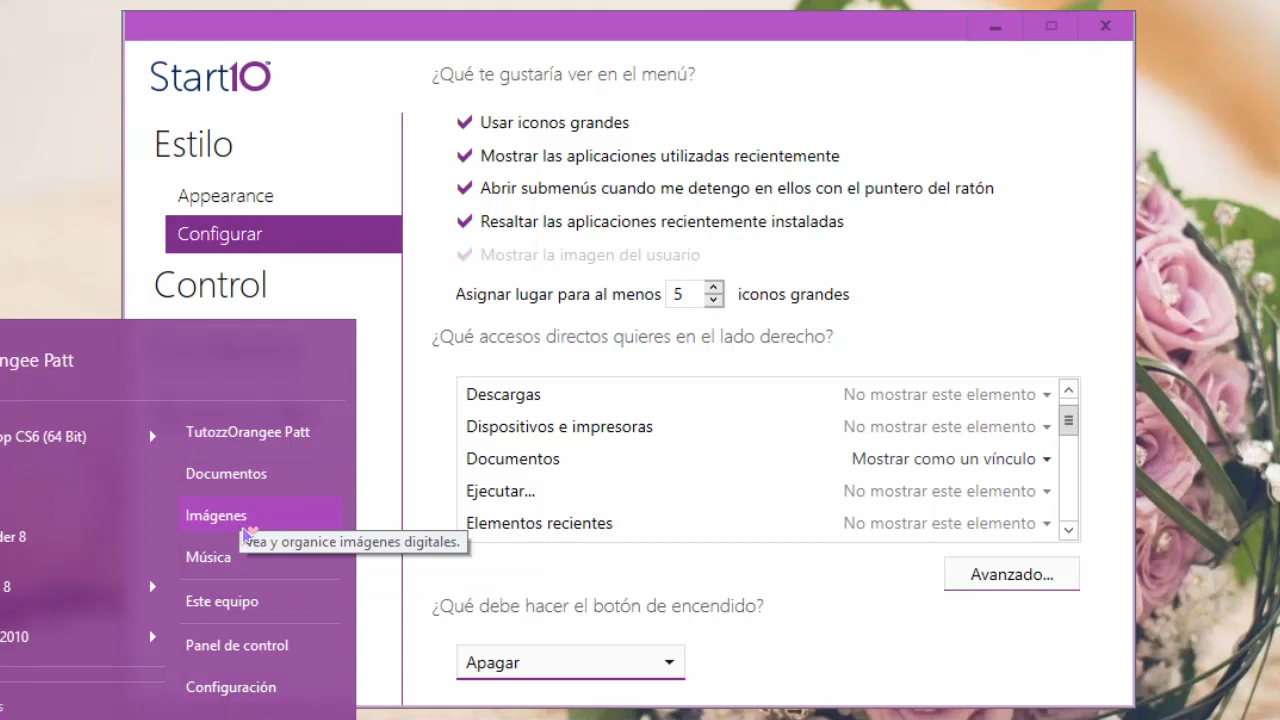 Start10
Estilo
Appearance
Configurar
Control
¿Qué te gustaría ver en el menú?
Usar iconos grandes
Mostrar las aplicaciones utilizadas recientemente
Abrir submenús cuando me detengo en ellos con el puntero del ratón
Resaltar las aplicaciones recientemente instaladas
Mostrar la imagen del usuario
Asignar lugar para al menos 5 iconos grandes
¿Qué accesos directos quieres en el lado derecho?
Descargas No mostrar este elemento
Dispositivos e impresoras No mostrar este elemento
Documentos Mostrar como un vínculo
Ejecutar... No mostrar este elemento
Elementos recientes No mostrar este elemento
Avanzado...
¿Qué debe hacer el botón de encendido?
Apagar
ngee Patt
op CS6 (64 Bit)
der 8
8
2010
s
TutozzOrangee Patt
Documentos
Imágenes
ea y organice imágenes digitales.
Música
Este equipo
Panel de control
Configuración